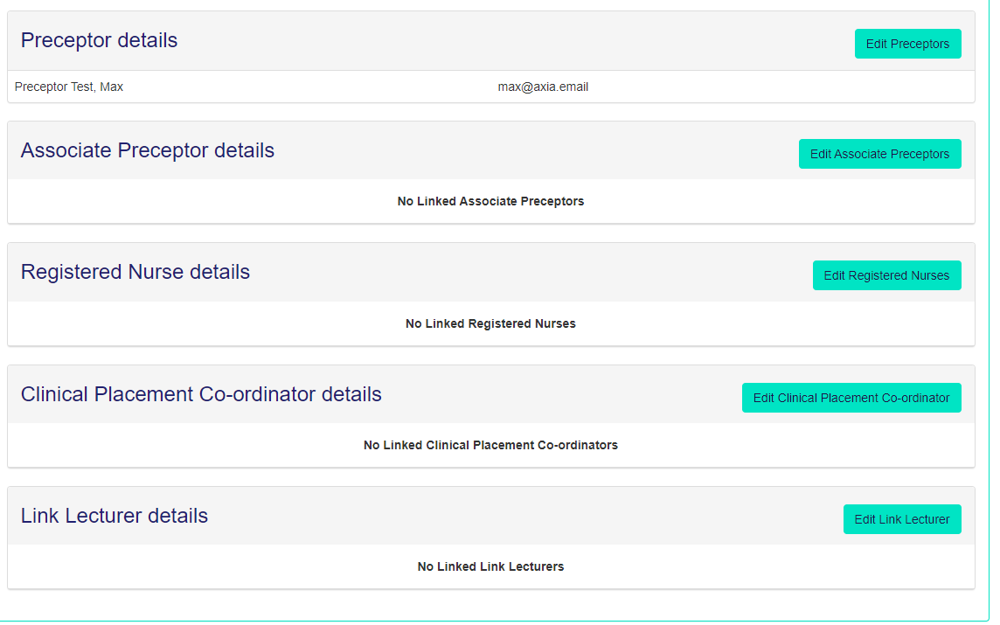 Preceptor details
Edit Preceptors
Preceptor Test, Max max@axia.email
Associate Preceptor details
Edit Associate Preceptors
No Linked Associate Preceptors
Registered Nurse details
Edit Registered Nurses
No Linked Registered Nurses
Clinical Placement Co-ordinator details
Edit Clinical Placement Co-ordinator
No Linked Clinical Placement Co-ordinators
Link Lecturer details
Edit Link Lecturer
No Linked Link Lecturers